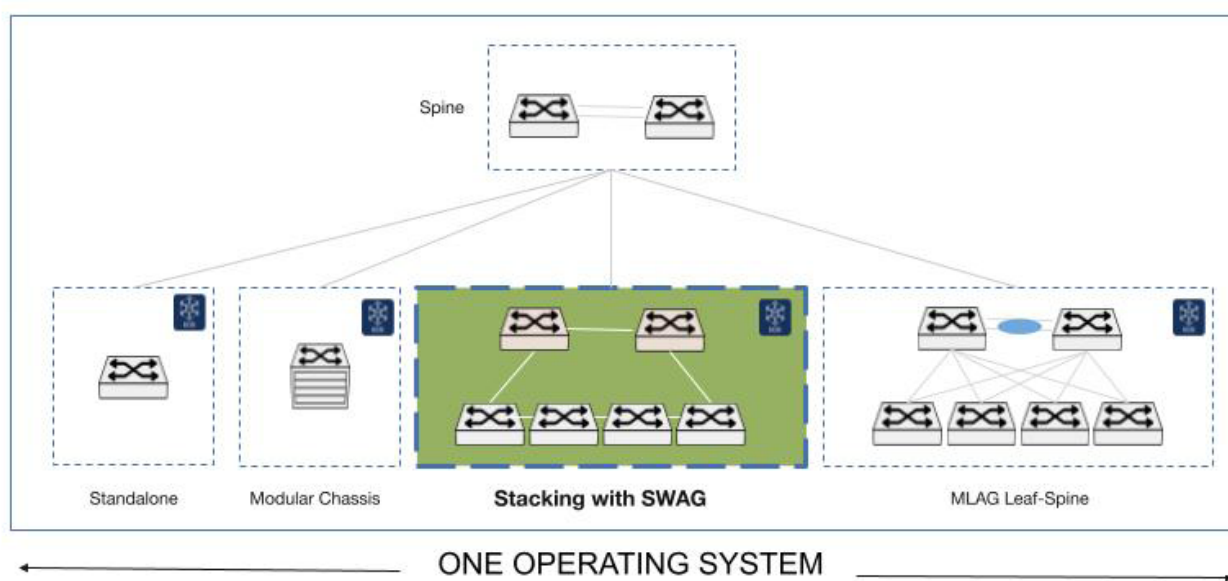 Spine
Standalone
Modular Chassis
Stacking with SWAG
MLAG Leaf-Spine
ONE OPERATING SYSTEM